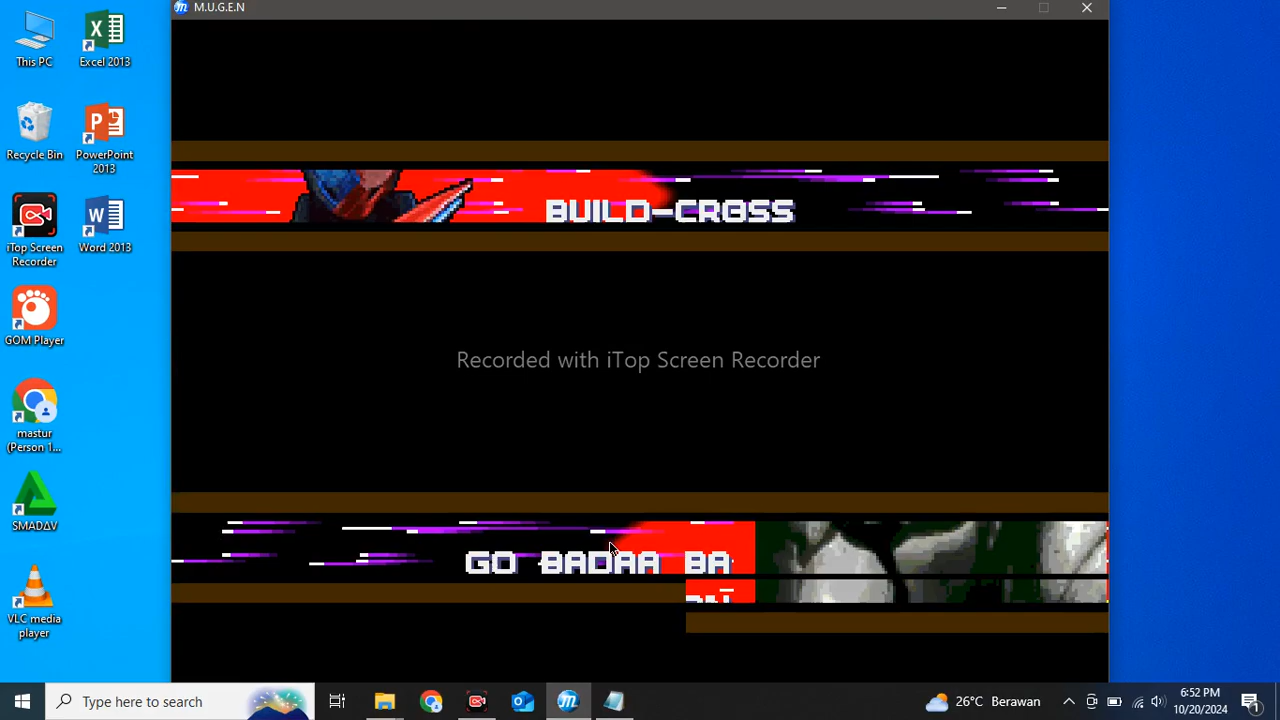 M.U.G.E.N
This PC
Excel 2013
Recycle Bin
PowerPoint
2013
iTop Screen
Recorder
Word 2013
GOM Player
mastur
(Person 1...
SMADΔV
VLC media
player
BUILD-CROSS
Recorded with iTop Screen Recorder
GO BADAA BA
Type here to search
26°C Berawan
6:52 PM
10/20/2024
1